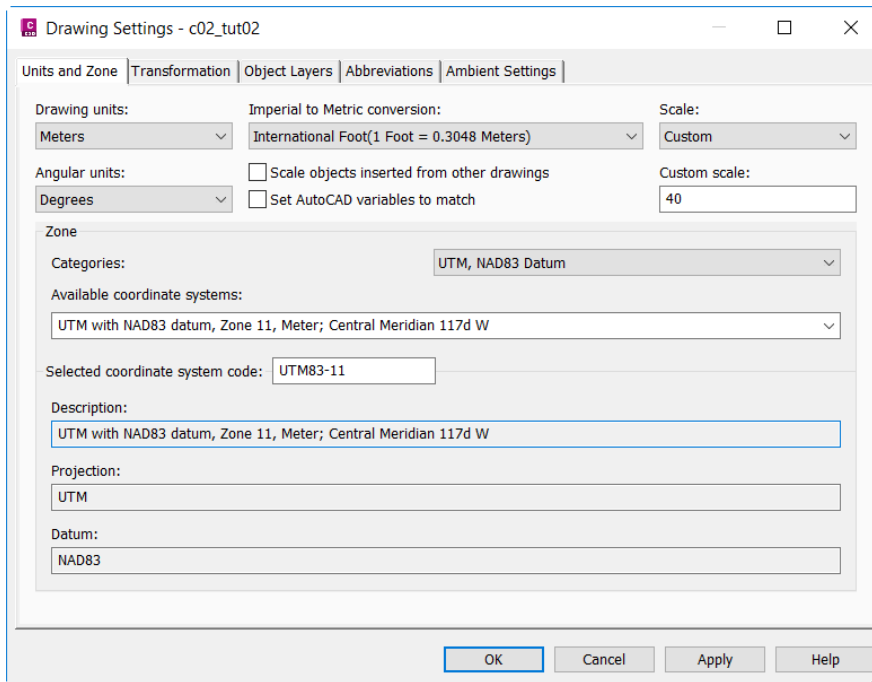 C
C3D
Drawing Settings - c02_tut02
Units and Zone Transformation Object Layers Abbreviations Ambient Settings
Drawing units: Imperial to Metric conversion: Scale:
Meters International Foot(1 Foot = 0.3048 Meters) Custom
Angular units: Scale objects inserted from other drawings Custom scale:
Degrees Set AutoCAD variables to match 40
Zone
Categories: UTM, NAD83 Datum
Available coordinate systems:
UTM with NAD83 datum, Zone 11, Meter; Central Meridian 117d W
Selected coordinate system code: UTM83-11
Description:
UTM with NAD83 datum, Zone 11, Meter; Central Meridian 117d W
Projection:
UTM
Datum:
NAD83
OK Cancel Apply Help